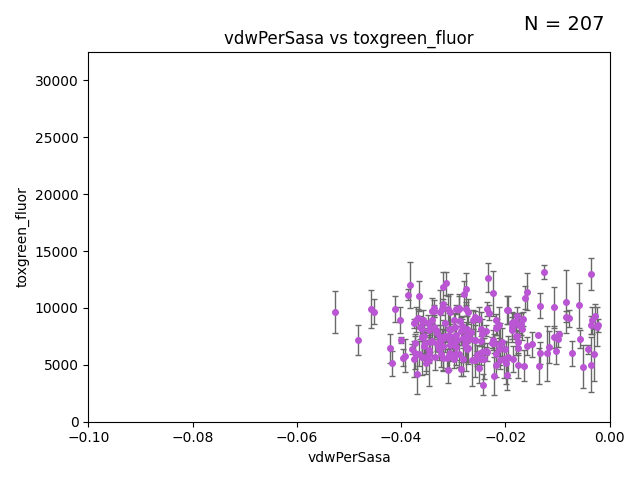 N = 207
vdwPerSasa vs toxgreen_fluor
30000
25000
20000
15000
10000
5000
0
toxgreen_fluor
−0.10 −0.08 −0.06 −0.04 −0.02 0.00
vdwPerSasa